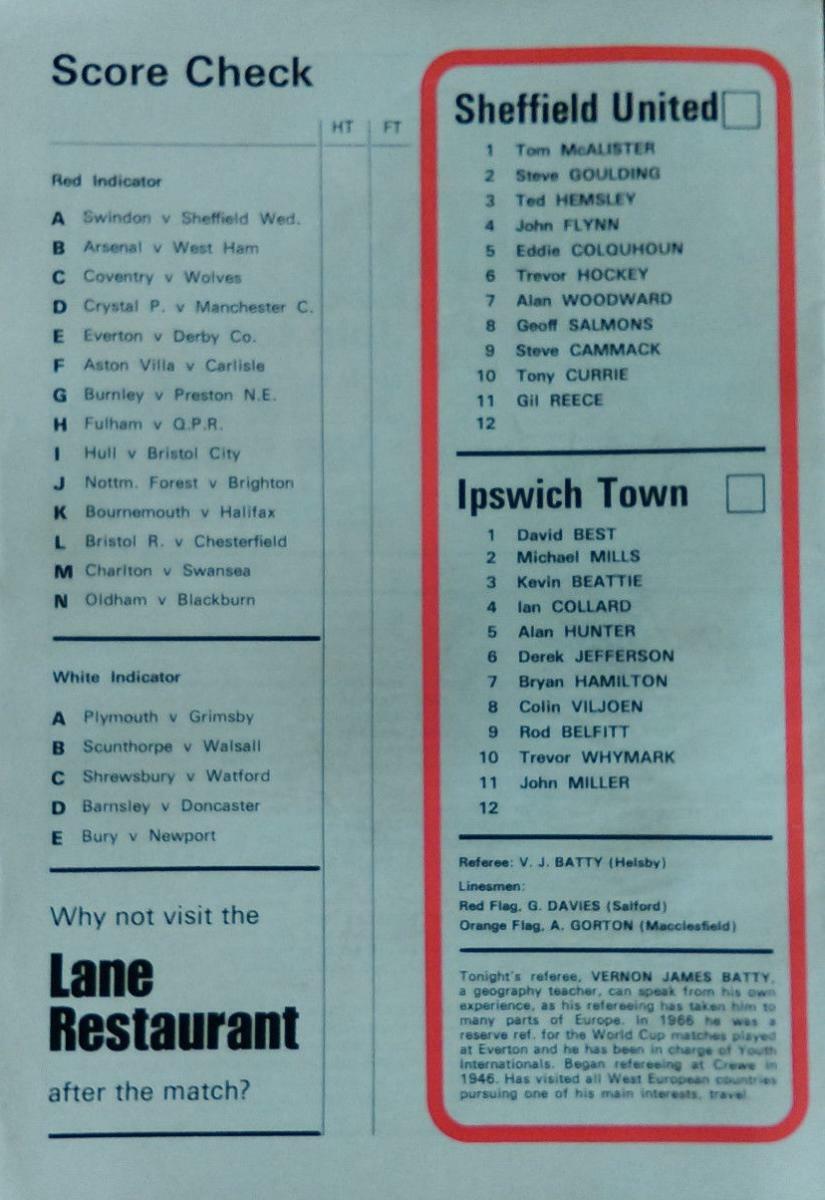 Score Check
HT FT
Red Indicator
A Swindon v Sheffield Wed.
B Arsenal v West Ham
C Coventry v Wolves
D Crystal P. v Manchester C.
E Everton v Derby Co.
F Aston Villa v Carlisle
G Burnley v Preston N.E.
H Fulham v Q.P.R.
I Hull v Bristol City
J Nottm. Forest v Brighton
K Bournemouth v Halifax
L Bristol R. v Chesterfield
M Charlton v Swansea
N Oldham v Blackburn
White Indicator
A Plymouth v Grimsby
B Scunthorpe v Walsall
C Shrewsbury v Watford
D Barnsley v Doncaster
E Bury v Newport
Why not visit the
Lane
Restaurant
after the match?
Sheffield United
1 Tom McALISTER
2 Steve GOULDING
3 Ted HEMSLEY
4 John FLYNN
5 Eddie COLQUHOUN
6 Trevor HOCKEY
7 Alan WOODWARD
8 Geoff SALMONS
9 Steve CAMMACK
10 Tony CURRIE
11 Gil REECE
12
Ipswich Town
1 David BEST
2 Michael MILLS
3 Kevin BEATTIE
4 Ian COLLARD
5 Alan HUNTER
6 Derek JEFFERSON
7 Bryan HAMILTON
8 Colin VILJOEN
9 Rod BELFITT
10 Trevor WHYMARK
11 John MILLER
12
Referee: V. J. BATTY (Helsby)
Linesmen:
Red Flag, G. DAVIES (Salford)
Orange Flag, A. GORTON (Macclesfield)
Tonight's referee, VERNON JAMES BATTY,
a geography teacher, can speak from his own
experience, as his refereeing has taken him to
many parts of Europe. In 1966 he was a
reserve ref. for the World Cup matches played
at Everton and he has been in charge of Youth
Internationals. Began refereeing at Crewe in
1946. Has visited all West European countries
pursuing one of his main interests, travel.